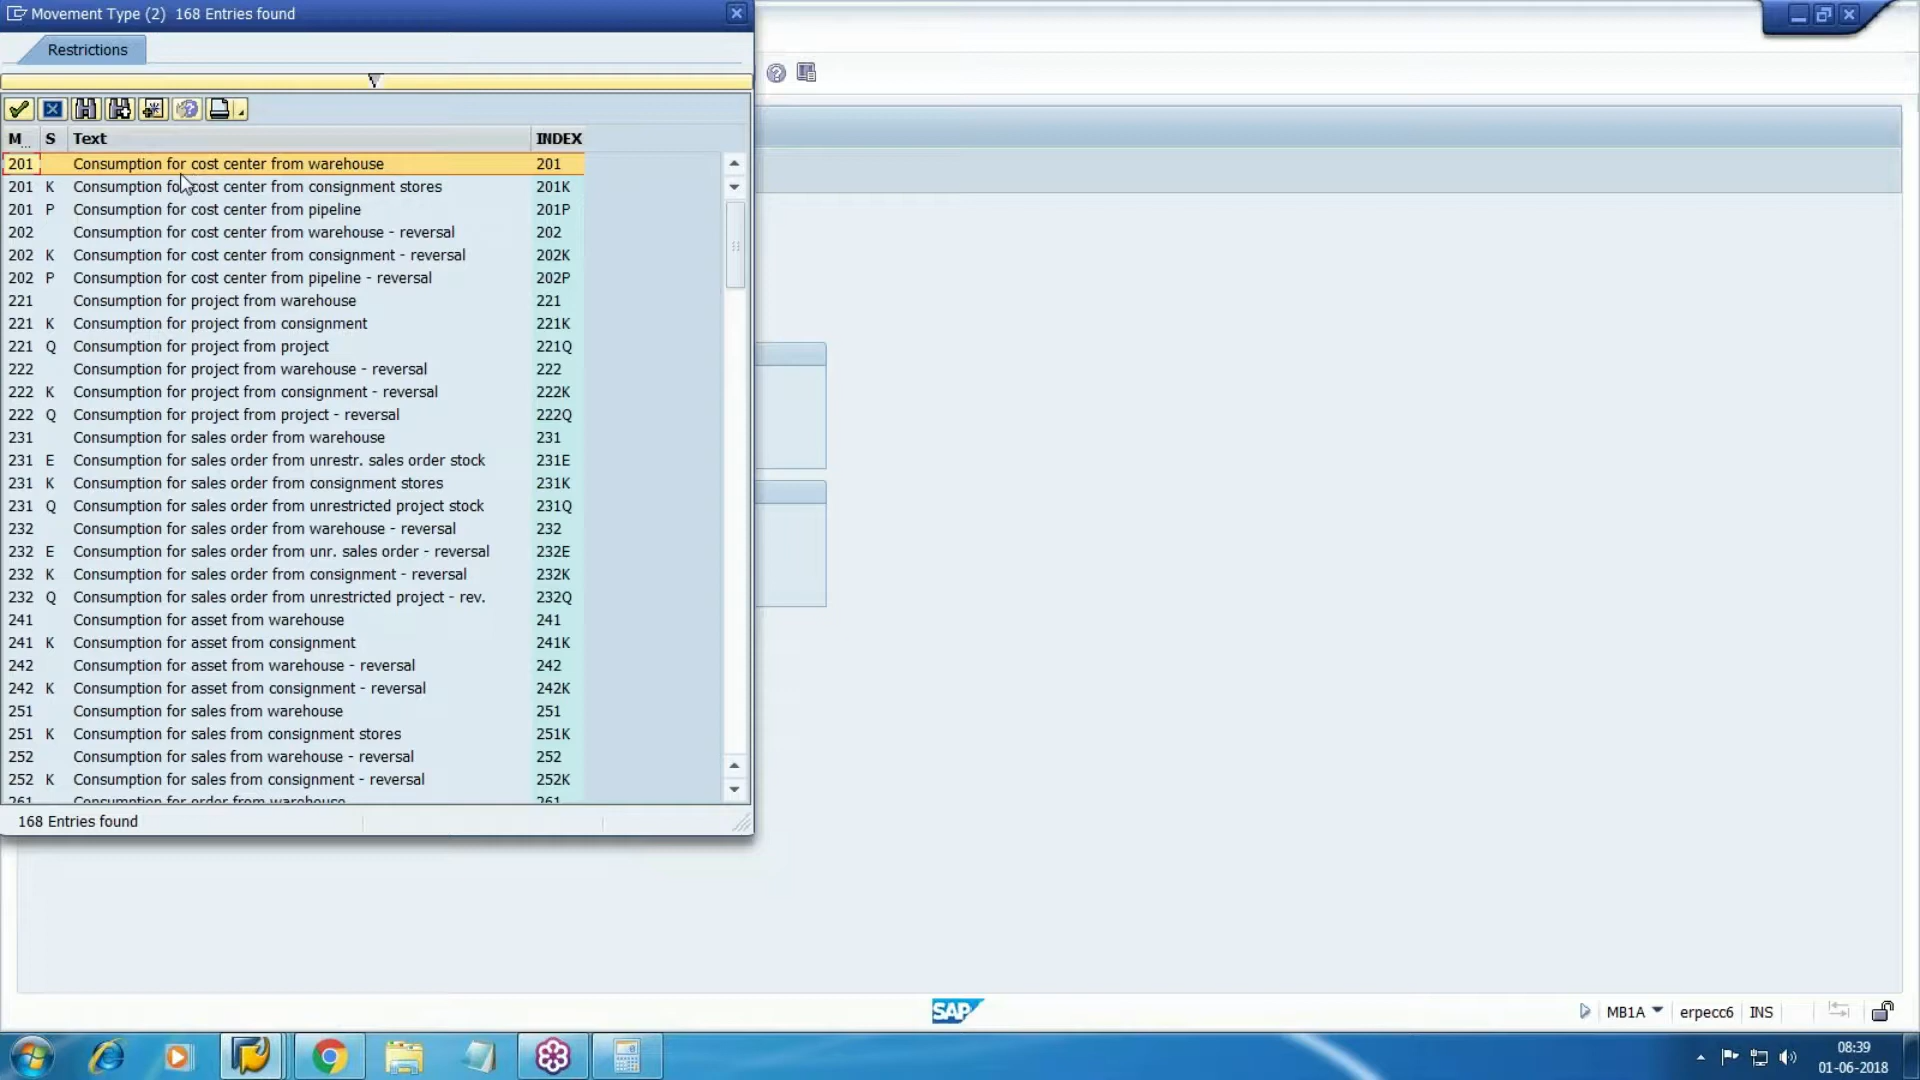 Movement Type (2) 168 Entries found
Restrictions
M... S Text INDEX
201 Consumption for cost center from warehouse 201
201 K Consumption for cost center from consignment stores 201K
201 P Consumption for cost center from pipeline 201P
202 Consumption for cost center from warehouse - reversal 202
202 K Consumption for cost center from consignment - reversal 202K
202 P Consumption for cost center from pipeline - reversal 202P
221 Consumption for project from warehouse 221
221 K Consumption for project from consignment 221K
221 Q Consumption for project from project 221Q
222 Consumption for project from warehouse - reversal 222
222 K Consumption for project from consignment - reversal 222K
222 Q Consumption for project from project - reversal 222Q
231 Consumption for sales order from warehouse 231
231 E Consumption for sales order from unrestr. sales order stock 231E
231 K Consumption for sales order from consignment stores 231K
231 Q Consumption for sales order from unrestricted project stock 231Q
232 Consumption for sales order from warehouse - reversal 232
232 E Consumption for sales order from unr. sales order - reversal 232E
232 K Consumption for sales order from consignment - reversal 232K
232 Q Consumption for sales order from unrestricted project - rev. 232Q
241 Consumption for asset from warehouse 241
241 K Consumption for asset from consignment 241K
242 Consumption for asset from warehouse - reversal 242
242 K Consumption for asset from consignment - reversal 242K
251 Consumption for sales from warehouse 251
251 K Consumption for sales from consignment stores 251K
252 Consumption for sales from warehouse - reversal 252
252 K Consumption for sales from consignment - reversal 252K
261 Consumption for order from warehouse 261
168 Entries found
SAP
MB1A erpecc6 INS
08:39
01-06-2018